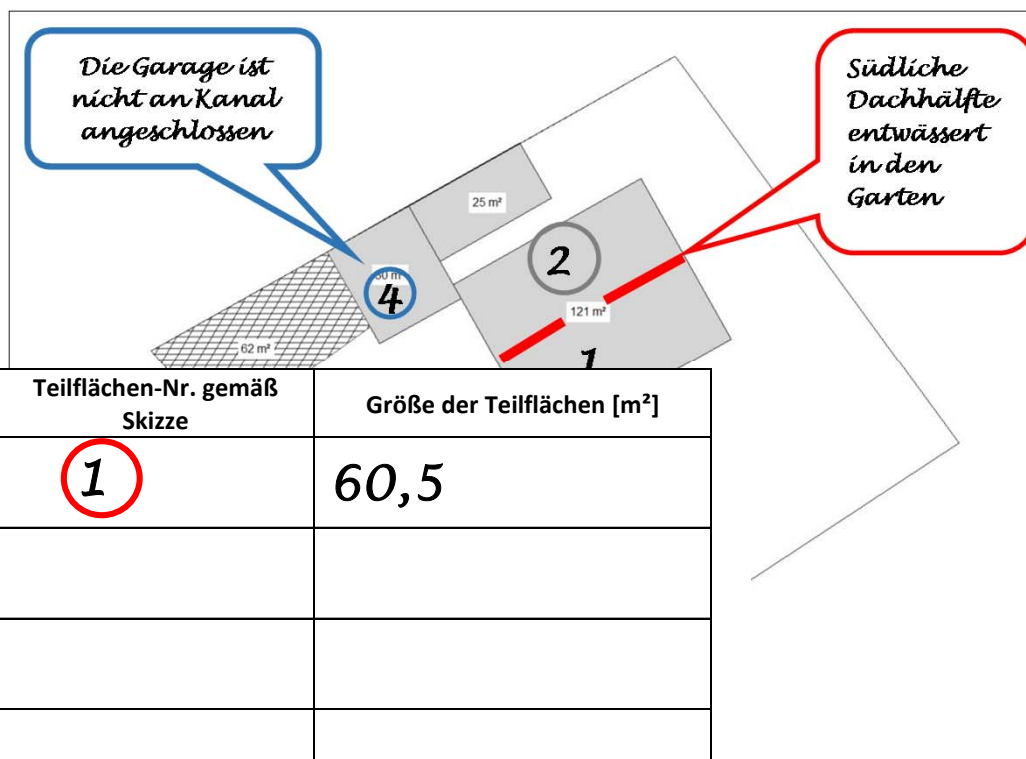 Die Garage ist
nicht an Kanal
angeschlossen
Südliche
Dachhälfte
entwässert
in den
Garten
25 m²
2
4
121 m²
62 m²
1
Teilflächen-Nr. gemäß
Skizze
Größe der Teilflächen [m²]
1
60,5